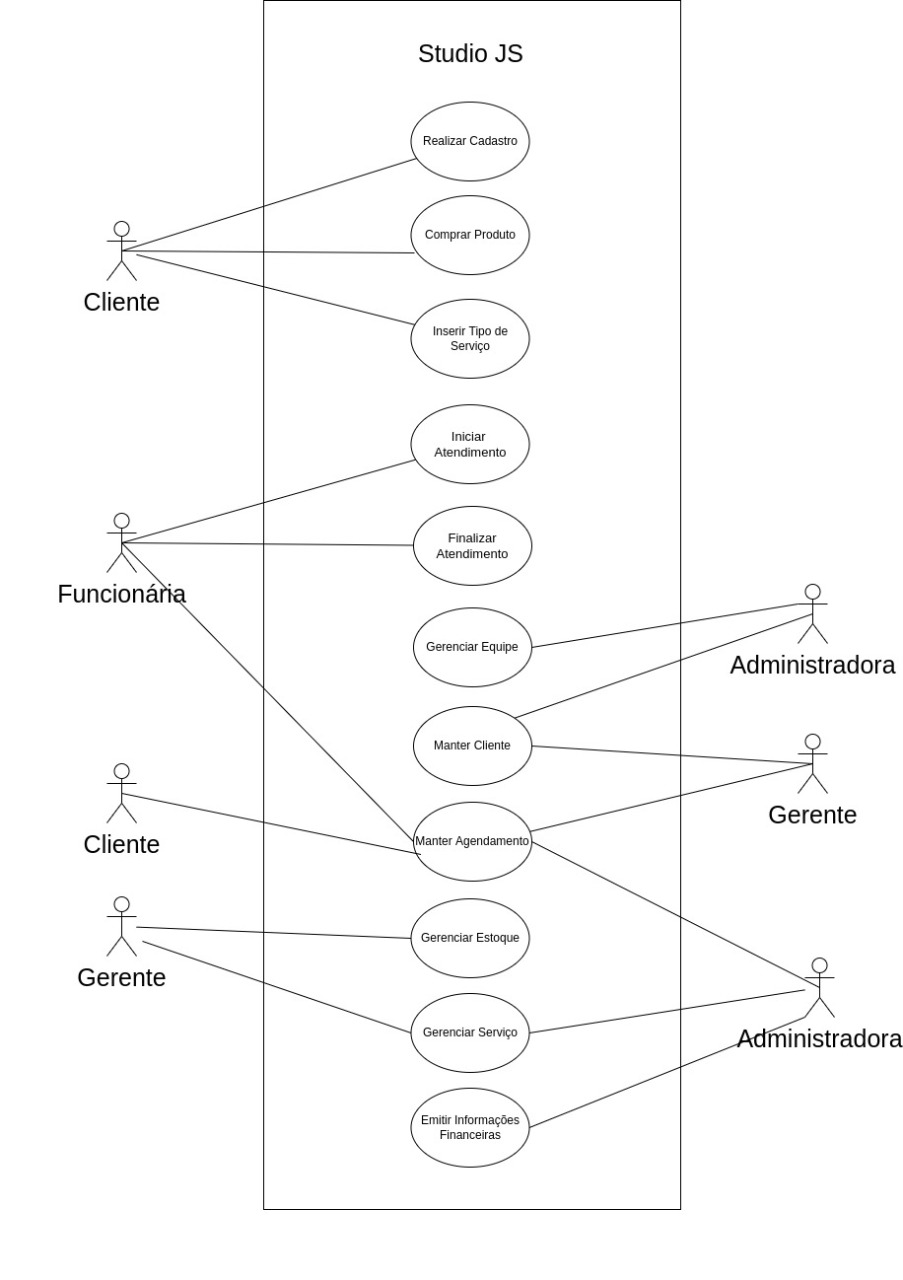 Studio JS
Realizar Cadastro
Comprar Produto
Cliente
Inserir Tipo de
Serviço
Iniciar
Atendimento
Finalizar
Atendimento
Funcionária
Gerenciar Equipe
Administradora
Manter Cliente
Gerente
Manter Agendamento
Cliente
Gerenciar Estoque
Gerente
Gerenciar Serviço
Administradora
Emitir Informações
Financeiras